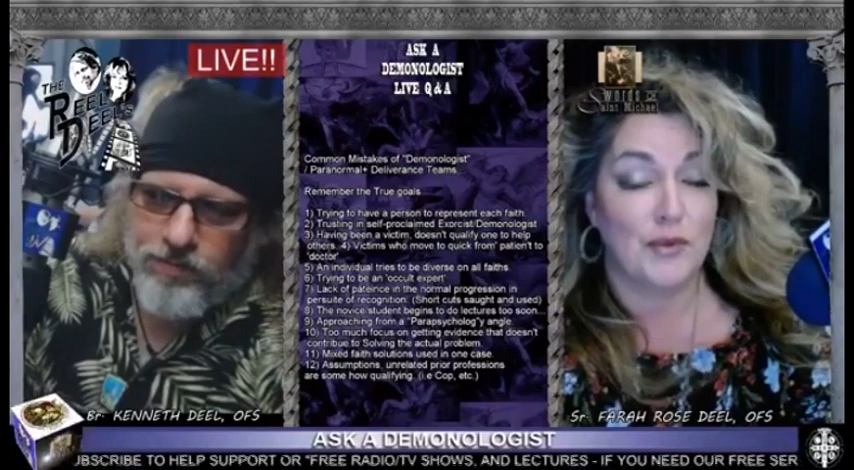 THE
REEL
DEEL'S
LIVE!!
ASK A
DEMONOLOGIST
LIVE Q&A
Swords of
Saint Michael
Common Mistakes of "Demonologist"
/ Paranormal+ Deliverance Teams...
Remember the True goals
1) Trying to have a person to represent each faith.
2) Trusting in self-proclaimed Exorcist/Demonologist
3) Having been a victim, doesn't qualify one to help
others. 4) Victims who move to quick from' patien't to
'doctor'
5) An individual tries to be diverse on all faiths
6) Trying to be an 'occult expert'
7) Lack of pateince in the normal progression in
persuite of recognition. (Short cuts saught and used)
8) The novice/student begins to do lectures too soon...
9) Approaching from a "Parapsycholog"y angle.
10) Too much focus on getting evidence that doesn't
contribue to Solving the actual problem.
11) Mixed faith solutions used in one case.
12) Assumptions, unrelated prior professions
are some how qualifying. (i.e Cop, etc.)
Br. KENNETH DEEL, OFS
Sr. FARAH ROSE DEEL, OFS
ASK A DEMONOLOGIST
UBSCRIBE TO HELP SUPPORT OR "FREE RADIO/TV SHOWS, AND LECTURES - IF YOU NEED OUR FREE SER